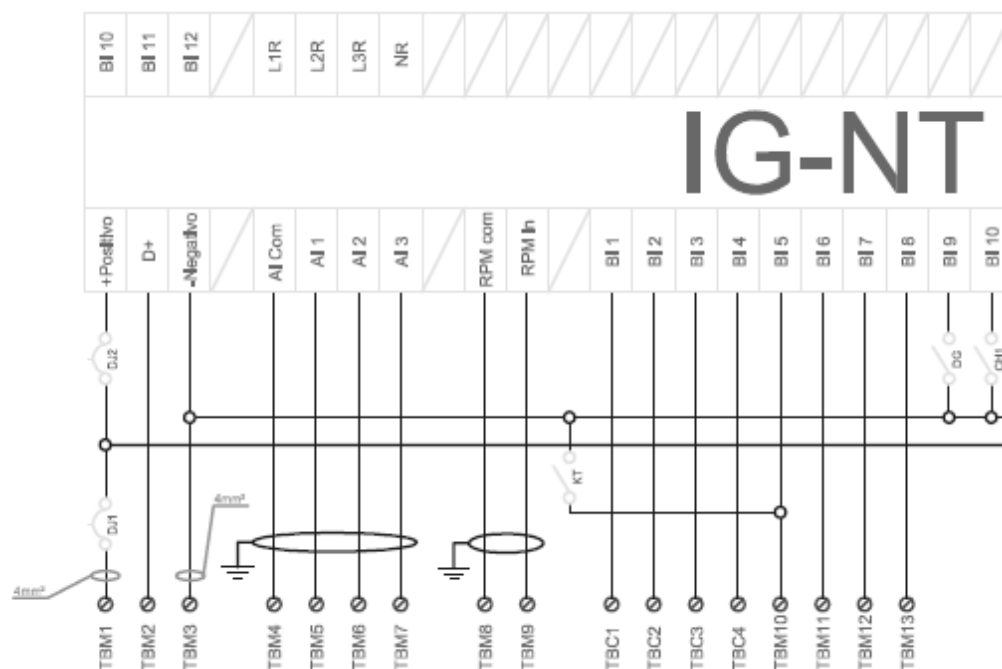 BI 10 BI 11 BI 12 L1R L2R L3R NR
IG-NT
+Positivo D+ -Negativo AI Com AI 1 AI 2 AI 3 RPM com RPM In BI 1 BI 2 BI 3 BI 4 BI 5 BI 6 BI 7 BI 8 BI 9 BI 10
DJ2 DG
KT
4mm²
DJ1
4mm²
TBM1 TBM2 TBM3 TBM4 TBM5 TBM6 TBM7 TBM8 TBM9 TBC1 TBC2 TBC3 TBC4 TBM10 TBM11 TBM12 TBM13